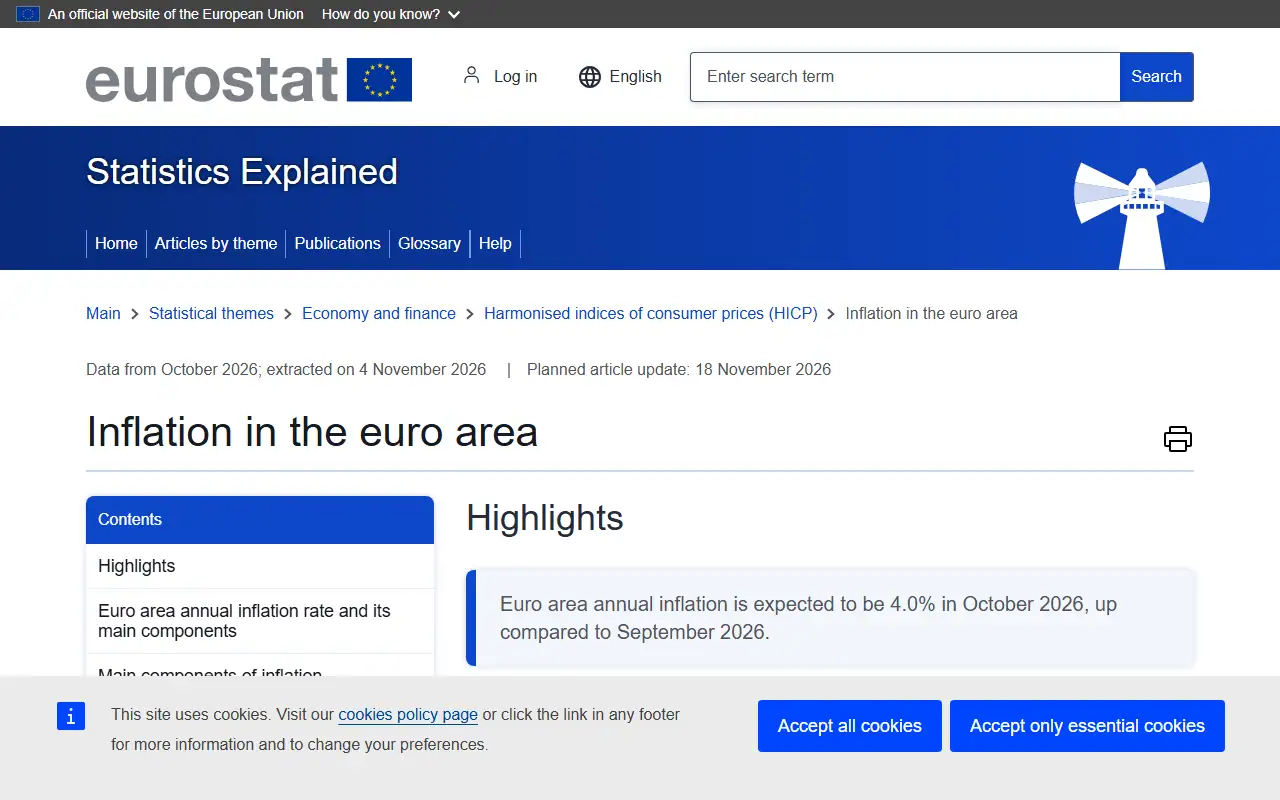 An official website of the European Union How do you know?
eurostat
Log in
English
Enter search term
Search
Statistics Explained
Home
Articles by theme
Publications
Glossary
Help
Main > Statistical themes > Economy and finance > Harmonised indices of consumer prices (HICP) > Inflation in the euro area
Data from October 2026; extracted on 4 November 2026 | Planned article update: 18 November 2026
Inflation in the euro area
Contents
Highlights
Euro area annual inflation rate and its
main components
Main components of inflation
Highlights
Euro area annual inflation is expected to be 4.0% in October 2026, up
compared to September 2026.
This site uses cookies. Visit our cookies policy page or click the link in any footer
for more information and to change your preferences.
Accept all cookies
Accept only essential cookies